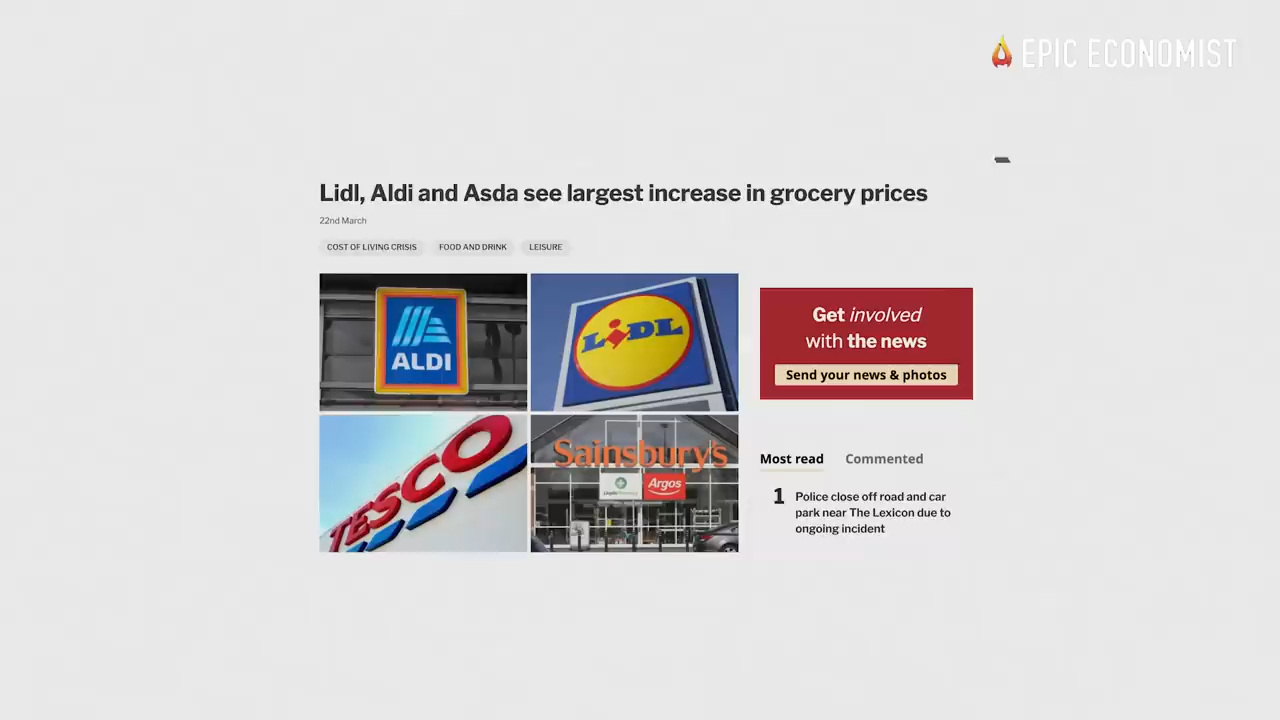 EPIC ECONOMIST
Lidl, Aldi and Asda see largest increase in grocery prices
22nd March
COST OF LIVING CRISIS
FOOD AND DRINK
LEISURE
ALDI
LIDL
TESCO
Sainsbury's
Argos
Get involved
with the news
Send your news & photos
Most read
Commented
1
Police close off road and car
park near The Lexicon due to
ongoing incident